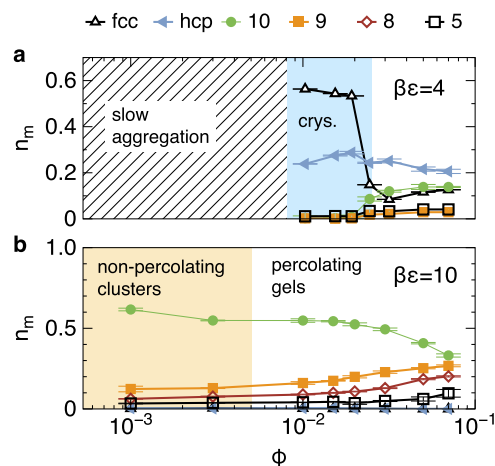 fcc hcp 10 9 8 5
a
0.6
0.4
0.2
0
n_m
slow
aggregation
crys.
βε=4
b
1.0
0.5
0
n_m
non-percolating
clusters
percolating
gels
βε=10
10⁻³ 10⁻² 10⁻¹
Φ